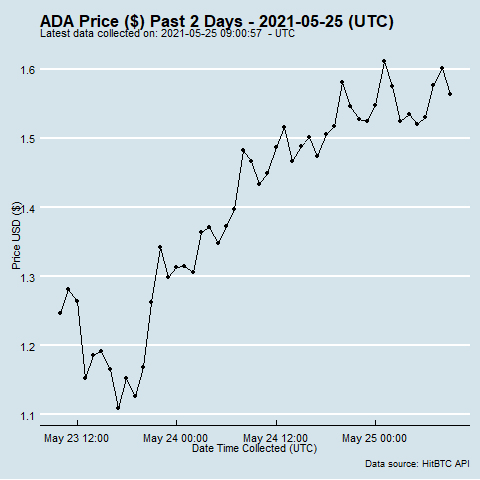 ADA Price ($) Past 2 Days - 2021-05-25 (UTC)
Latest data collected on: 2021-05-25 09:00:57 - UTC
1.6
1.5
1.4
1.3
1.2
1.1
Price USD ($)
May 23 12:00 May 24 00:00 May 24 12:00 May 25 00:00
Date Time Collected (UTC)
Data source: HitBTC API